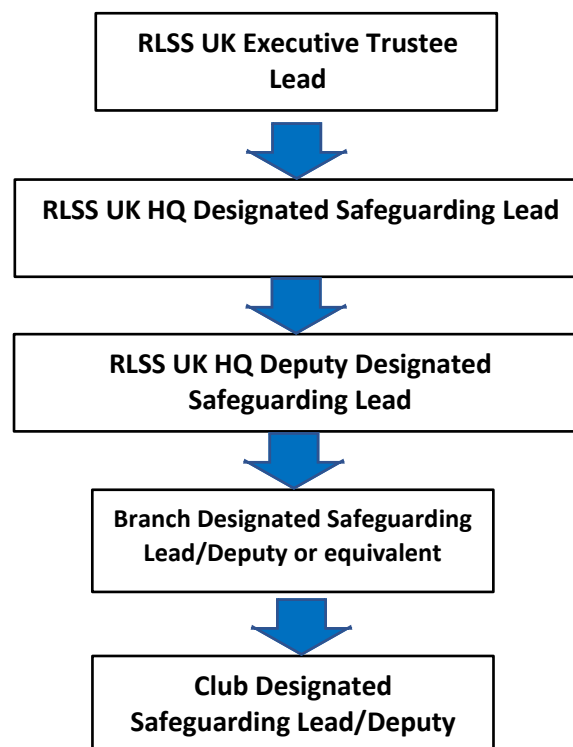 RLSS UK Executive Trustee
Lead
RLSS UK HQ Designated Safeguarding Lead
RLSS UK HQ Deputy Designated
Safeguarding Lead
Branch Designated Safeguarding
Lead/Deputy or equivalent
Club Designated
Safeguarding Lead/Deputy